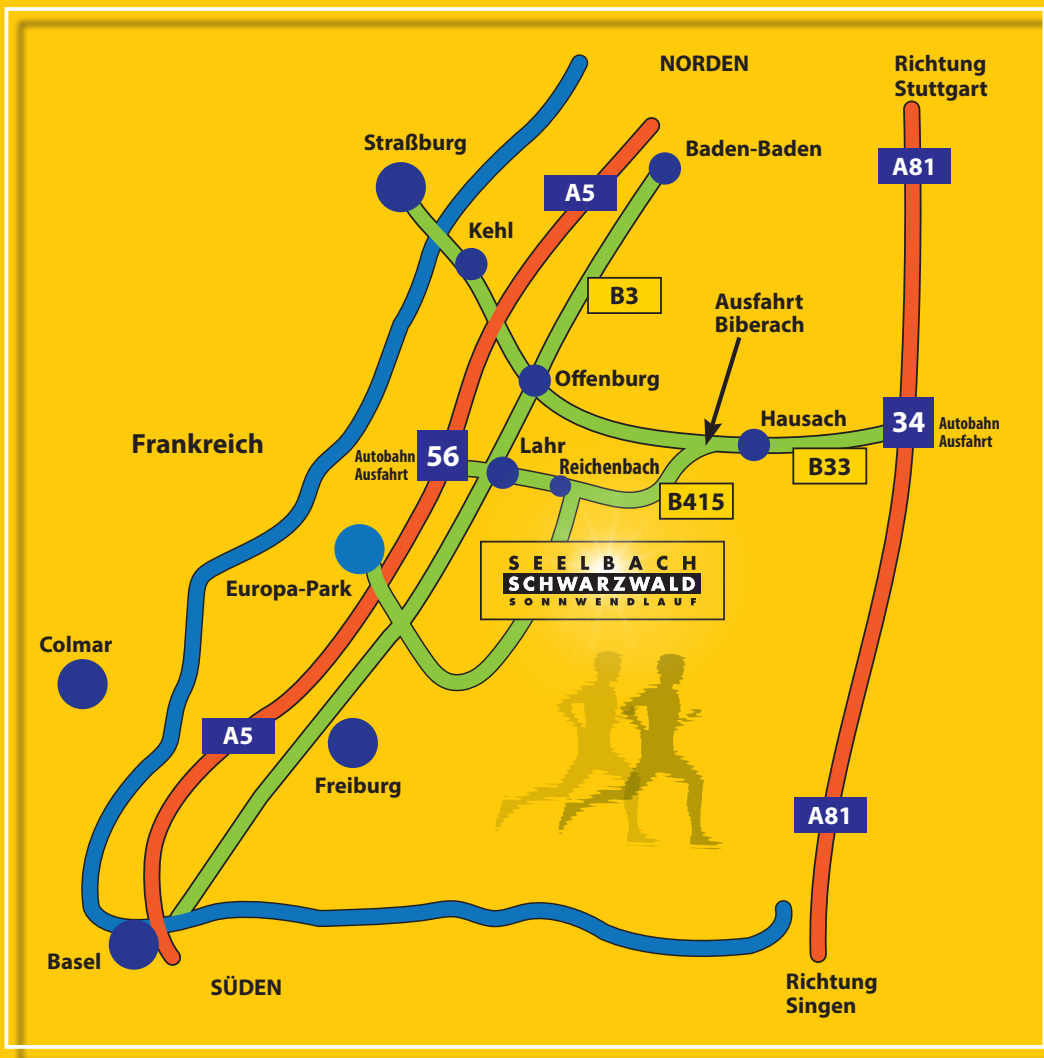 NORDEN
Richtung
Stuttgart
Straßburg
Baden-Baden
A81
A5
Kehl
B3
Ausfahrt
Biberach
Offenburg
Hausach
34
Autobahn
Ausfahrt
Frankreich
Autobahn
Ausfahrt
56
Lahr
Reichenbach
B33
B415
SEELBACH
SCHWARZWALD
SONNWENDLAUF
Europa-Park
Colmar
A5
Freiburg
A81
Basel
SÜDEN
Richtung
Singen